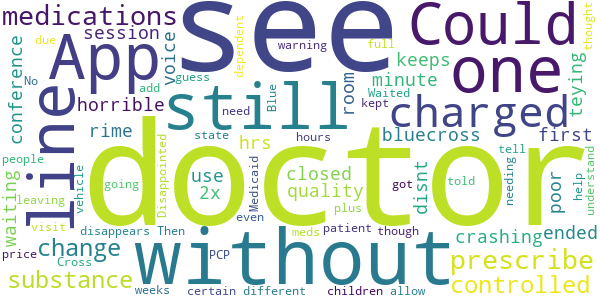 medications
session
App
see
Could
warning
due
dependent
full
thought
conference
voice
horrible
guess
No
add
Waited
kept
room
keeps
minute
one
teying
line
rime
still
need
Blue
charged
state
hours
bluecross
first
people
vehicle
going
Disappointed
doctor
use
2x
hrs
closed
quality
Medicaid
even
got
told
disnt
tell
needing
poor
help
understand
waiting
leaving
visit
Cross
price
change
disappears
Then
without
meds
plus
patient
though
crashing
ended
substance
PCP
weeks
certain
different
children
allow
prescribe
controlled